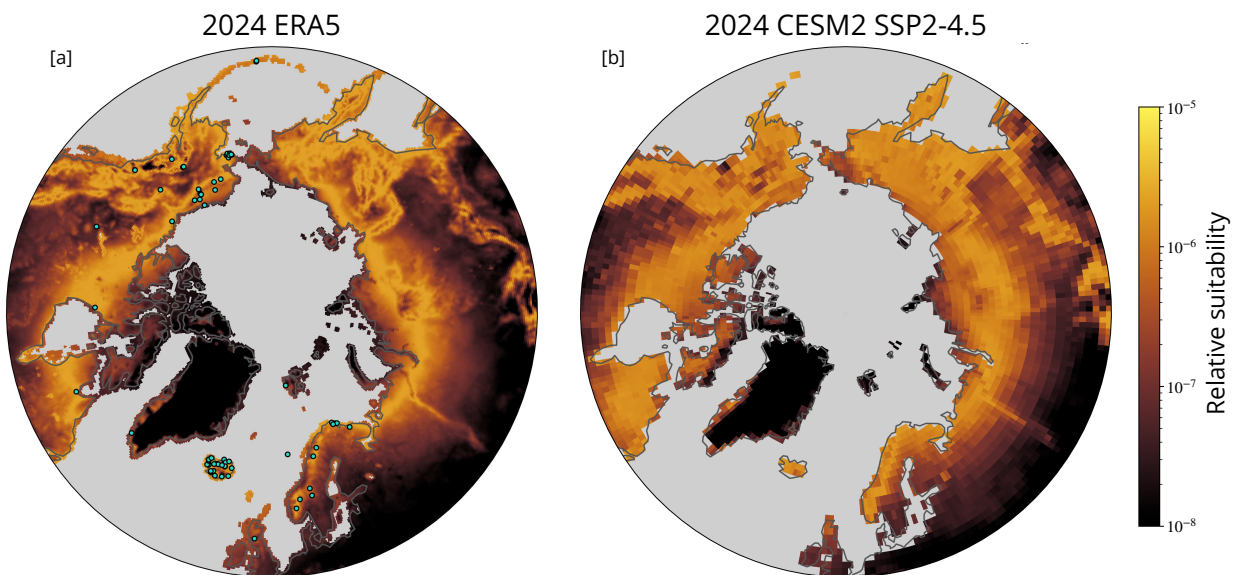 2024 ERA5
2024 CESM2 SSP2-4.5
[a]
[b]
10⁻⁵
10⁻⁶
10⁻⁷
10⁻⁸
Relative suitability